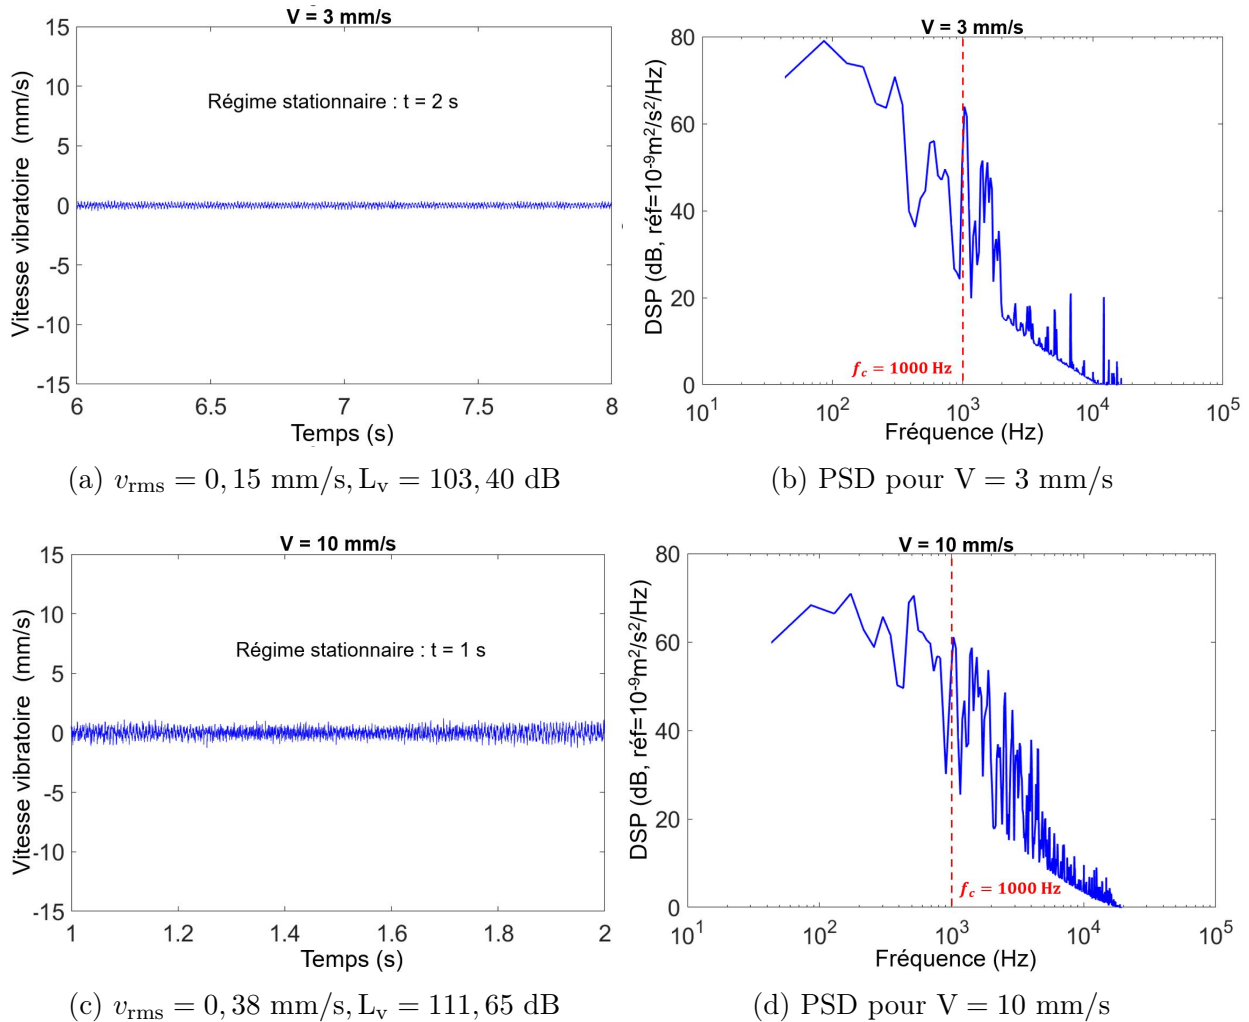 V = 3 mm/s
15
10
5
0
-5
-10
-15
Vitesse vibratoire (mm/s)
Régime stationnaire : t = 2 s
6 6.5 7 7.5 8
Temps (s)
(a) v_rms = 0, 15 mm/s, L_v = 103, 40 dB
V = 3 mm/s
80
60
40
20
0
DSP (dB, réf=10⁻⁹m²/s²/Hz)
f_c = 1000 Hz
10¹ 10² 10³ 10⁴ 10⁵
Fréquence (Hz)
(b) PSD pour V = 3 mm/s
V = 10 mm/s
15
10
5
0
-5
-10
-15
Vitesse vibratoire (mm/s)
Régime stationnaire : t = 1 s
1 1.2 1.4 1.6 1.8 2
Temps (s)
(c) v_rms = 0, 38 mm/s, L_v = 111, 65 dB
V = 10 mm/s
80
60
40
20
0
DSP (dB, réf=10⁻⁹m²/s²/Hz)
f_c = 1000 Hz
10¹ 10² 10³ 10⁴ 10⁵
Fréquence (Hz)
(d) PSD pour V = 10 mm/s